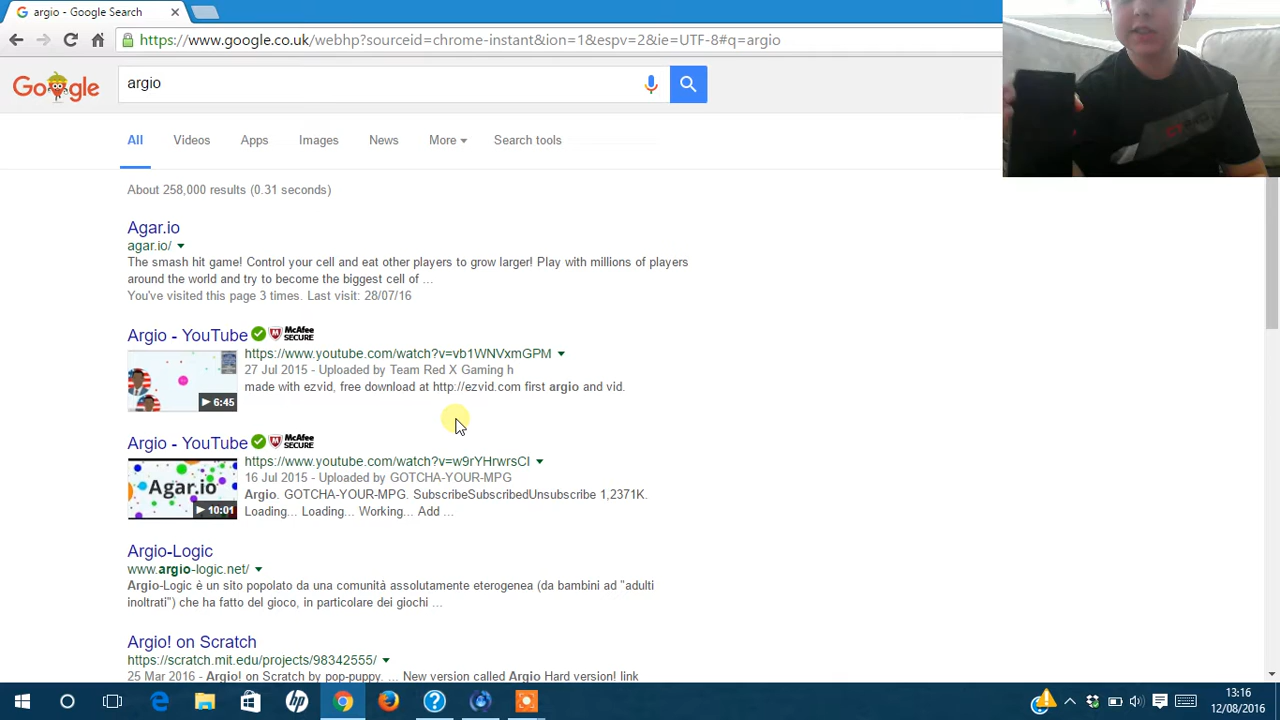 argio - Google Search
https://www.google.co.uk/webhp?sourceid=chrome-instant&ion=1&espv=2&ie=UTF-8#q=argio
Google
argio
All Videos Apps Images News More Search tools
About 258,000 results (0.31 seconds)
Agar.io
agar.io/
The smash hit game! Control your cell and eat other players to grow larger! Play with millions of players
around the world and try to become the biggest cell of ...
You've visited this page 3 times. Last visit: 28/07/16
Argio - YouTube McAfee SECURE
https://www.youtube.com/watch?v=vb1WNVxmGPM
27 Jul 2015 - Uploaded by Team Red X Gaming h
made with ezvid, free download at http://ezvid.com first argio and vid.
6:45
Argio - YouTube McAfee SECURE
https://www.youtube.com/watch?v=w9rYHrwrsCI
16 Jul 2015 - Uploaded by GOTCHA-YOUR-MPG
Argio. GOTCHA-YOUR-MPG. SubscribeSubscribedUnsubscribe 1,2371K.
Loading... Loading... Working... Add ...
Agar.io
10:01
Argio-Logic
www.argio-logic.net/
Argio-Logic è un sito popolato da una comunità assolutamente eterogenea (da bambini ad "adulti
inoltrati") che ha fatto del gioco, in particolare dei giochi ...
Argio! on Scratch
https://scratch.mit.edu/projects/98342555/
25 Mar 2016 - Argio! on Scratch by pop-puppy. ... New version called Argio Hard version! link
hp
13:16
12/08/2016